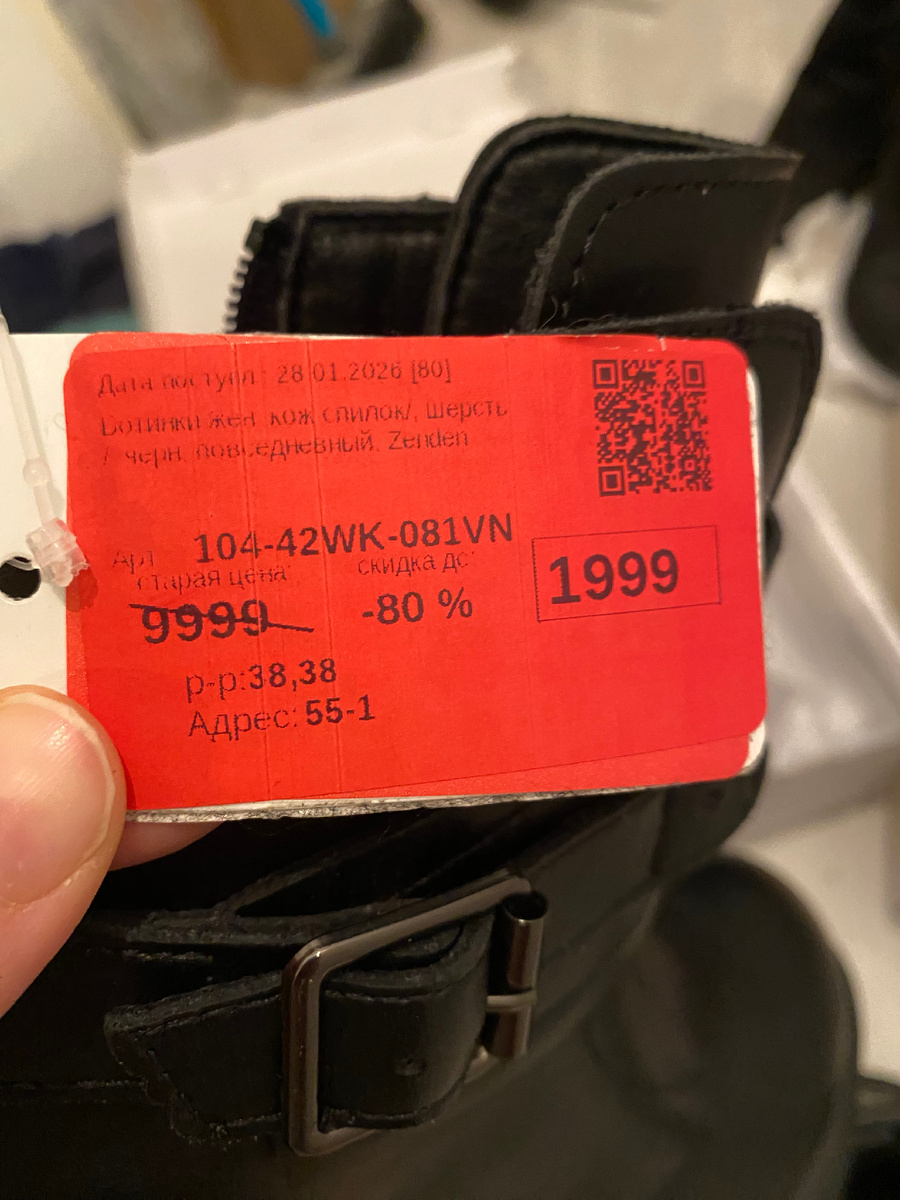 Дата поступл.: 28.01.2026 [80]
Ботинки жен. кож спилок/, шерсть
/ черн. повседневный. Zenden
Арт. 104-42WK-081VN
старая цена: скидка до:
9999 -80 % 1999
р-р:38,38
Адрес: 55-1